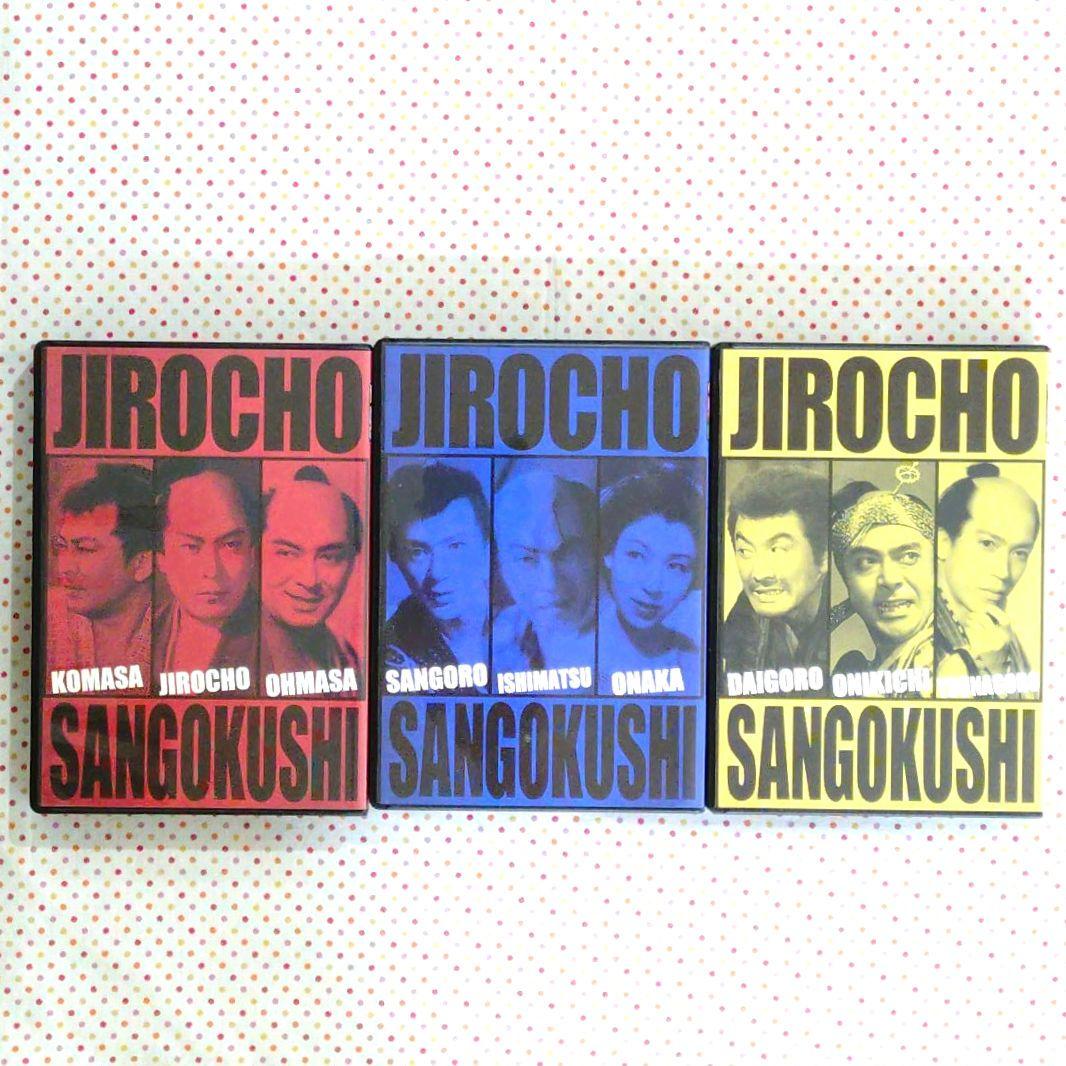 JIROCHO
KOMASA JIROCHO OHMASA
SANGOKUSHI
JIROCHO
SANGORO ISHIMATSU ONAKA
SANGOKUSHI
JIROCHO
DAIGORO ONIKICHI
SANGOKUSHI